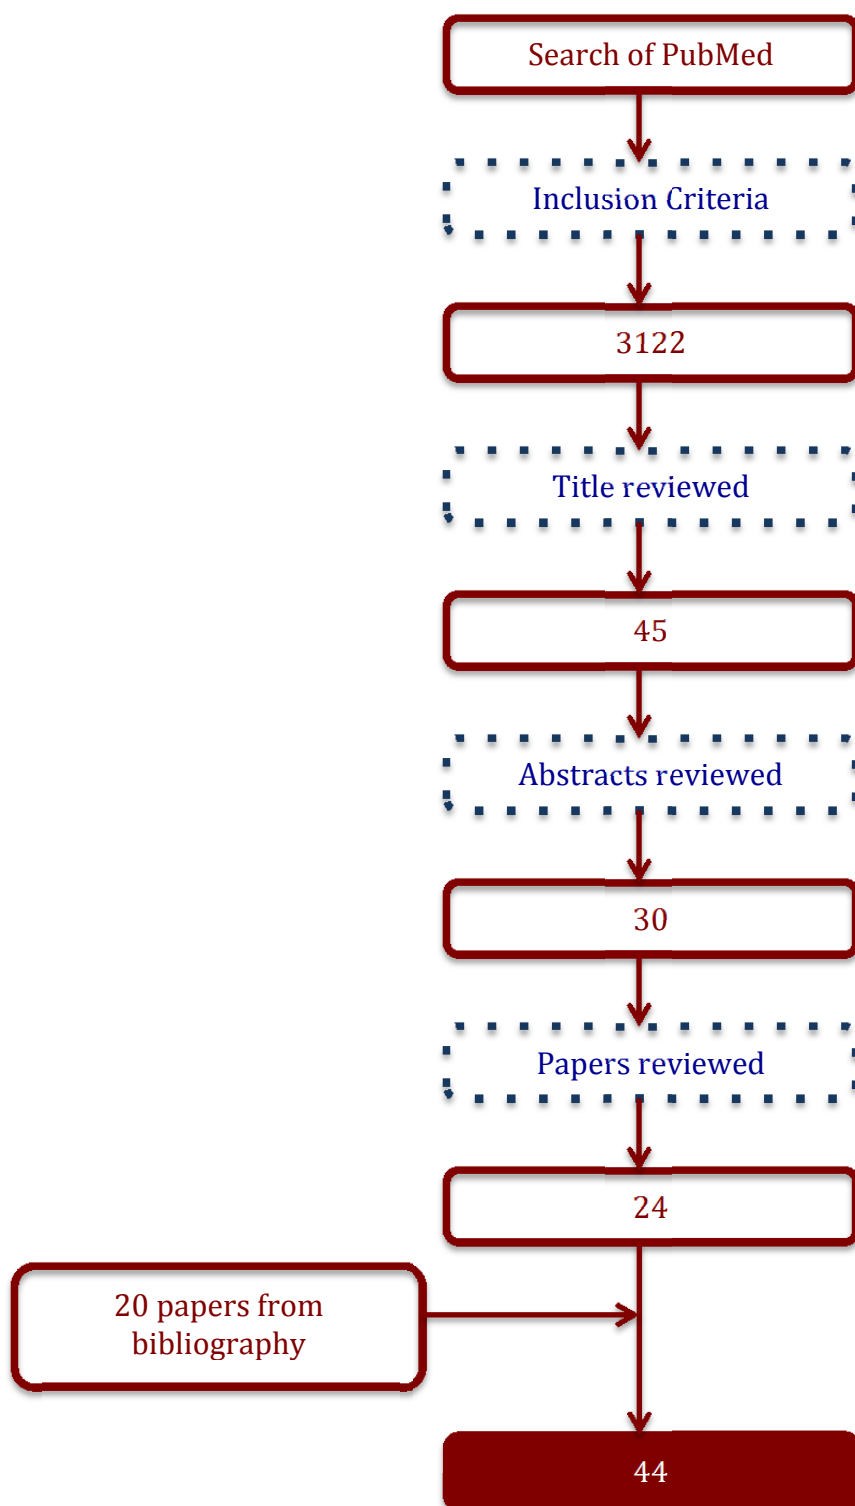 Search of PubMed
Inclusion Criteria
3122
Title reviewed
45
Abstracts reviewed
30
Papers reviewed
24
20 papers from
bibliography
44